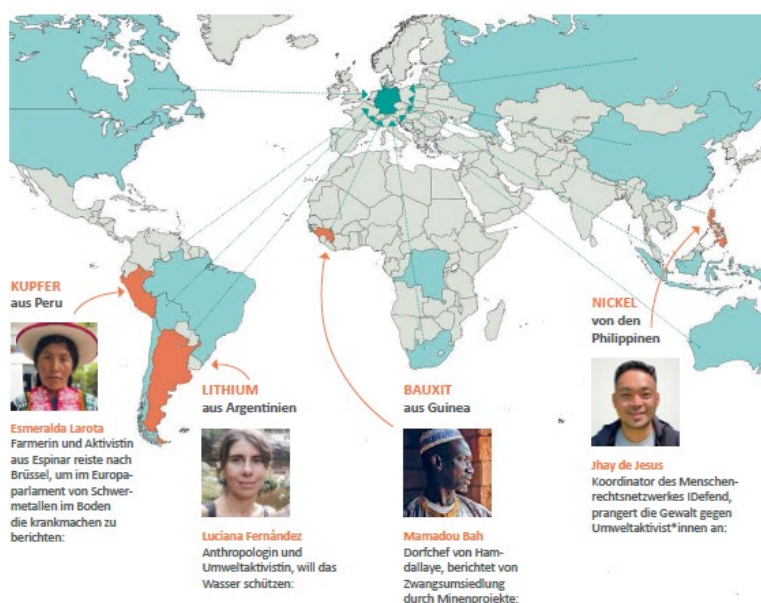 KUPFER
aus Peru
Esmeralda Larota
Farmerin und Aktivistin
aus Espinar reiste nach
Brüssel, um im Europa-
parlament von Schwer-
metallen im Boden
die krankmachen zu
berichten:
LITHIUM
aus Argentinien
Luciana Fernández
Anthropologin und
Umweltaktivistin, will das
Wasser schützen:
BAUXIT
aus Guinea
Mamadou Bah
Dorfchef von Ham-
dallaye, berichtet von
Zwangsumsiedlung
durch Minenprojekte:
NICKEL
von den
Philippinen
Jhay de Jesus
Koordinator des Menschen-
rechtsnetzwerkes IDefend,
prangert die Gewalt gegen
Umweltaktivist*innen an: